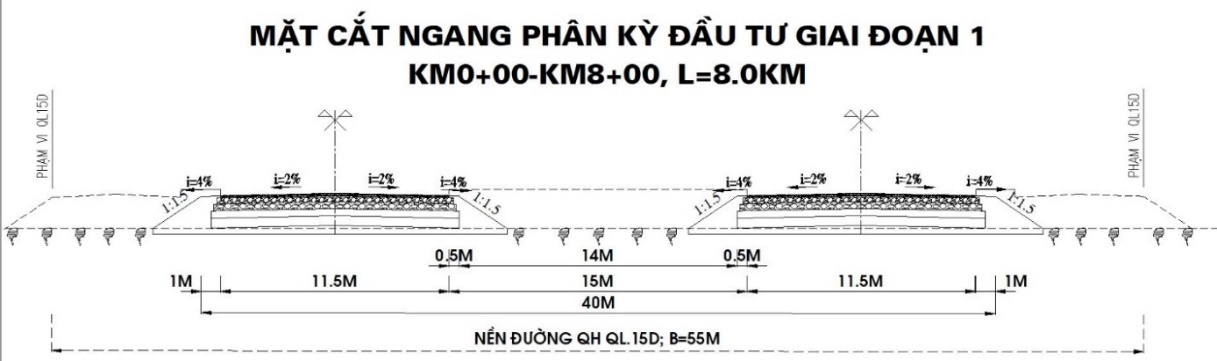 MẶT CẮT NGANG PHÂN KỲ ĐẦU TƯ GIAI ĐOẠN 1
KM0+00-KM8+00, L=8.0KM
PHẠM VI QL15D
PHẠM VI QL15D
i=4% i=2% i=2% i=4% i=4% i=2% i=2% i=4%
1:1.5 1:1.5 1:1.5 1:1.5
0.5M 14M 0.5M
1M 11.5M 15M 11.5M 1M
40M
NỀN ĐƯỜNG QH QL.15D; B=55M